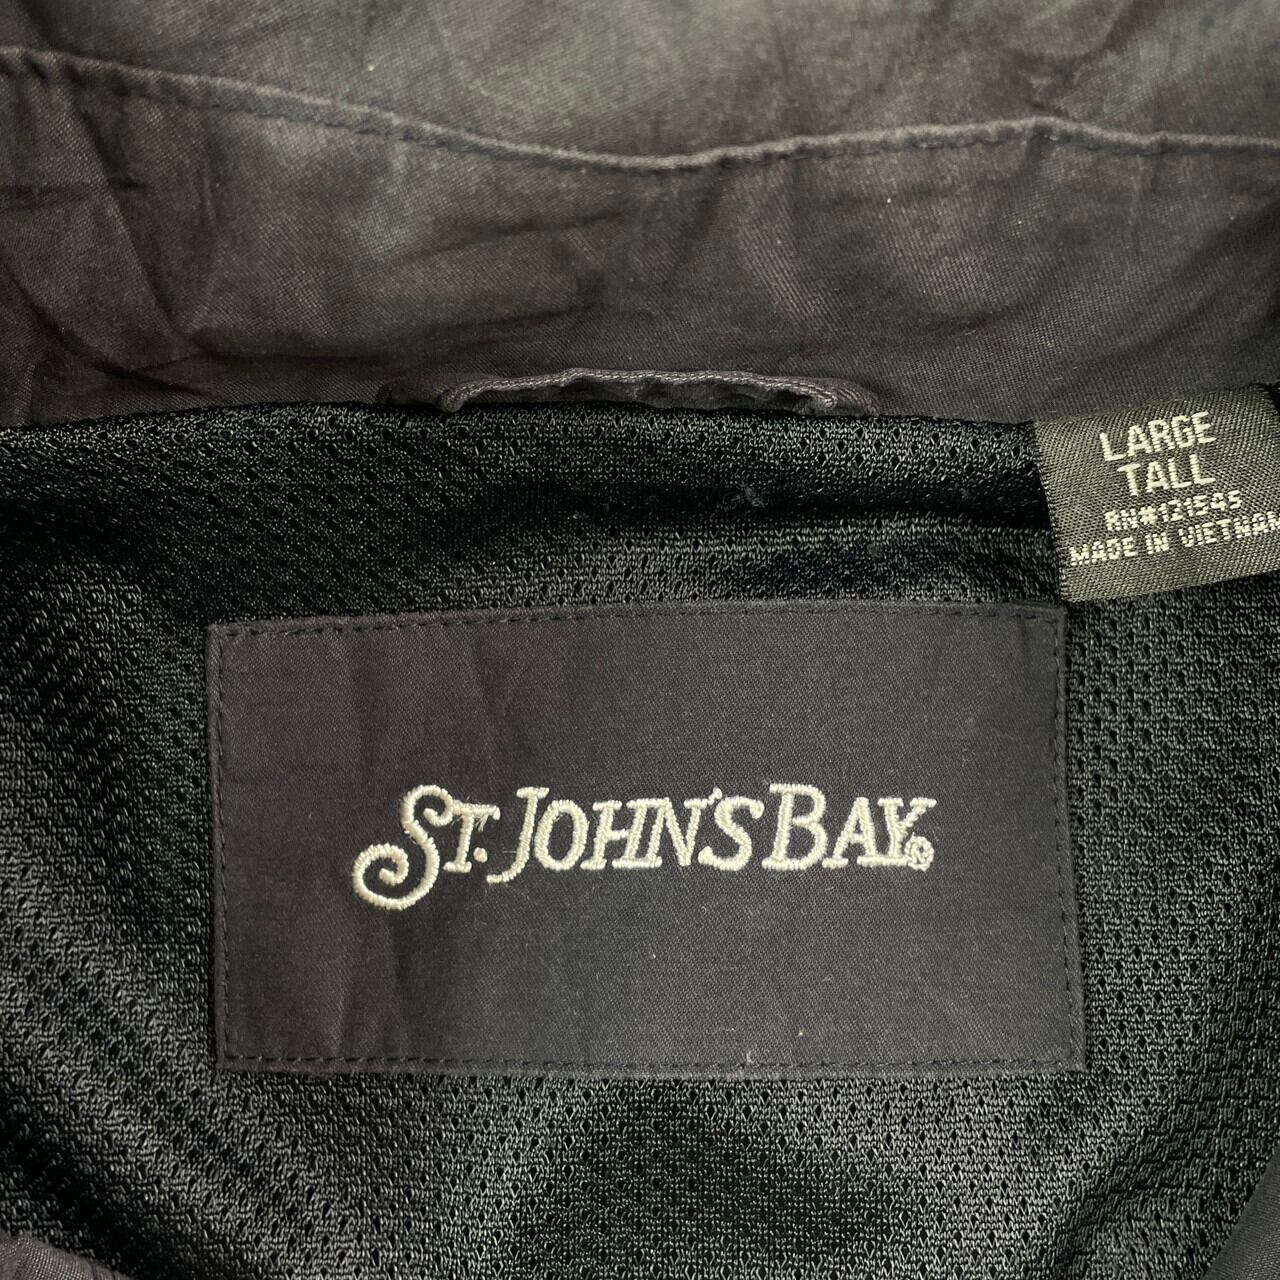 LARGE
TALL
RN#121545
MADE IN VIETNAM
ST. JOHN'S BAY®